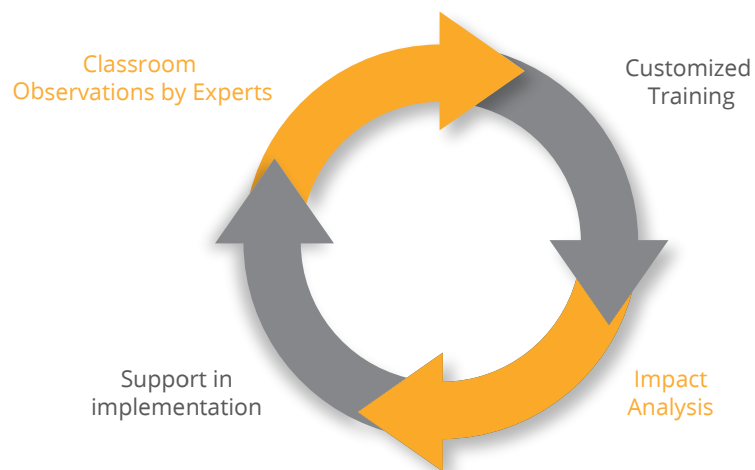 Classroom
Observations by Experts
Customized
Training
Support in
implementation
Impact
Analysis